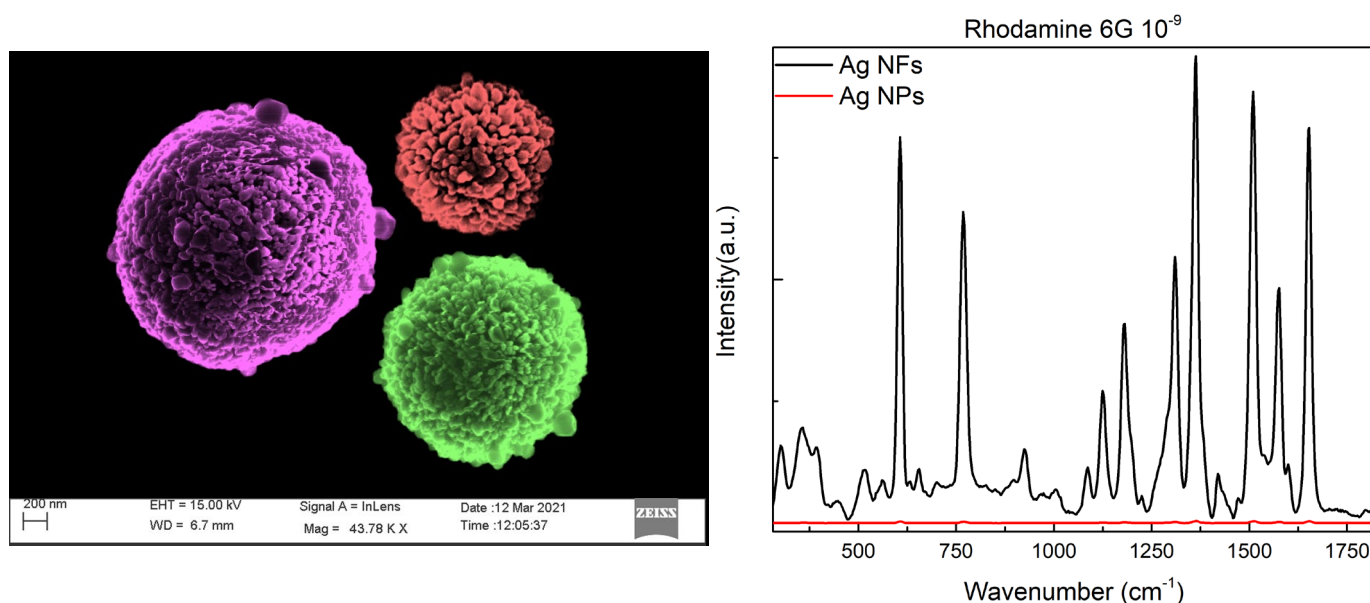 200 nm
EHT = 15.00 kV
Signal A = InLens
Date :12 Mar 2021
WD = 6.7 mm
Mag = 43.78 K X
Time :12:05:37
ZEISS
Rhodamine 6G 10⁻⁹
Ag NFs
Ag NPs
Intensity(a.u.)
500 750 1000 1250 1500 1750
Wavenumber (cm⁻¹)